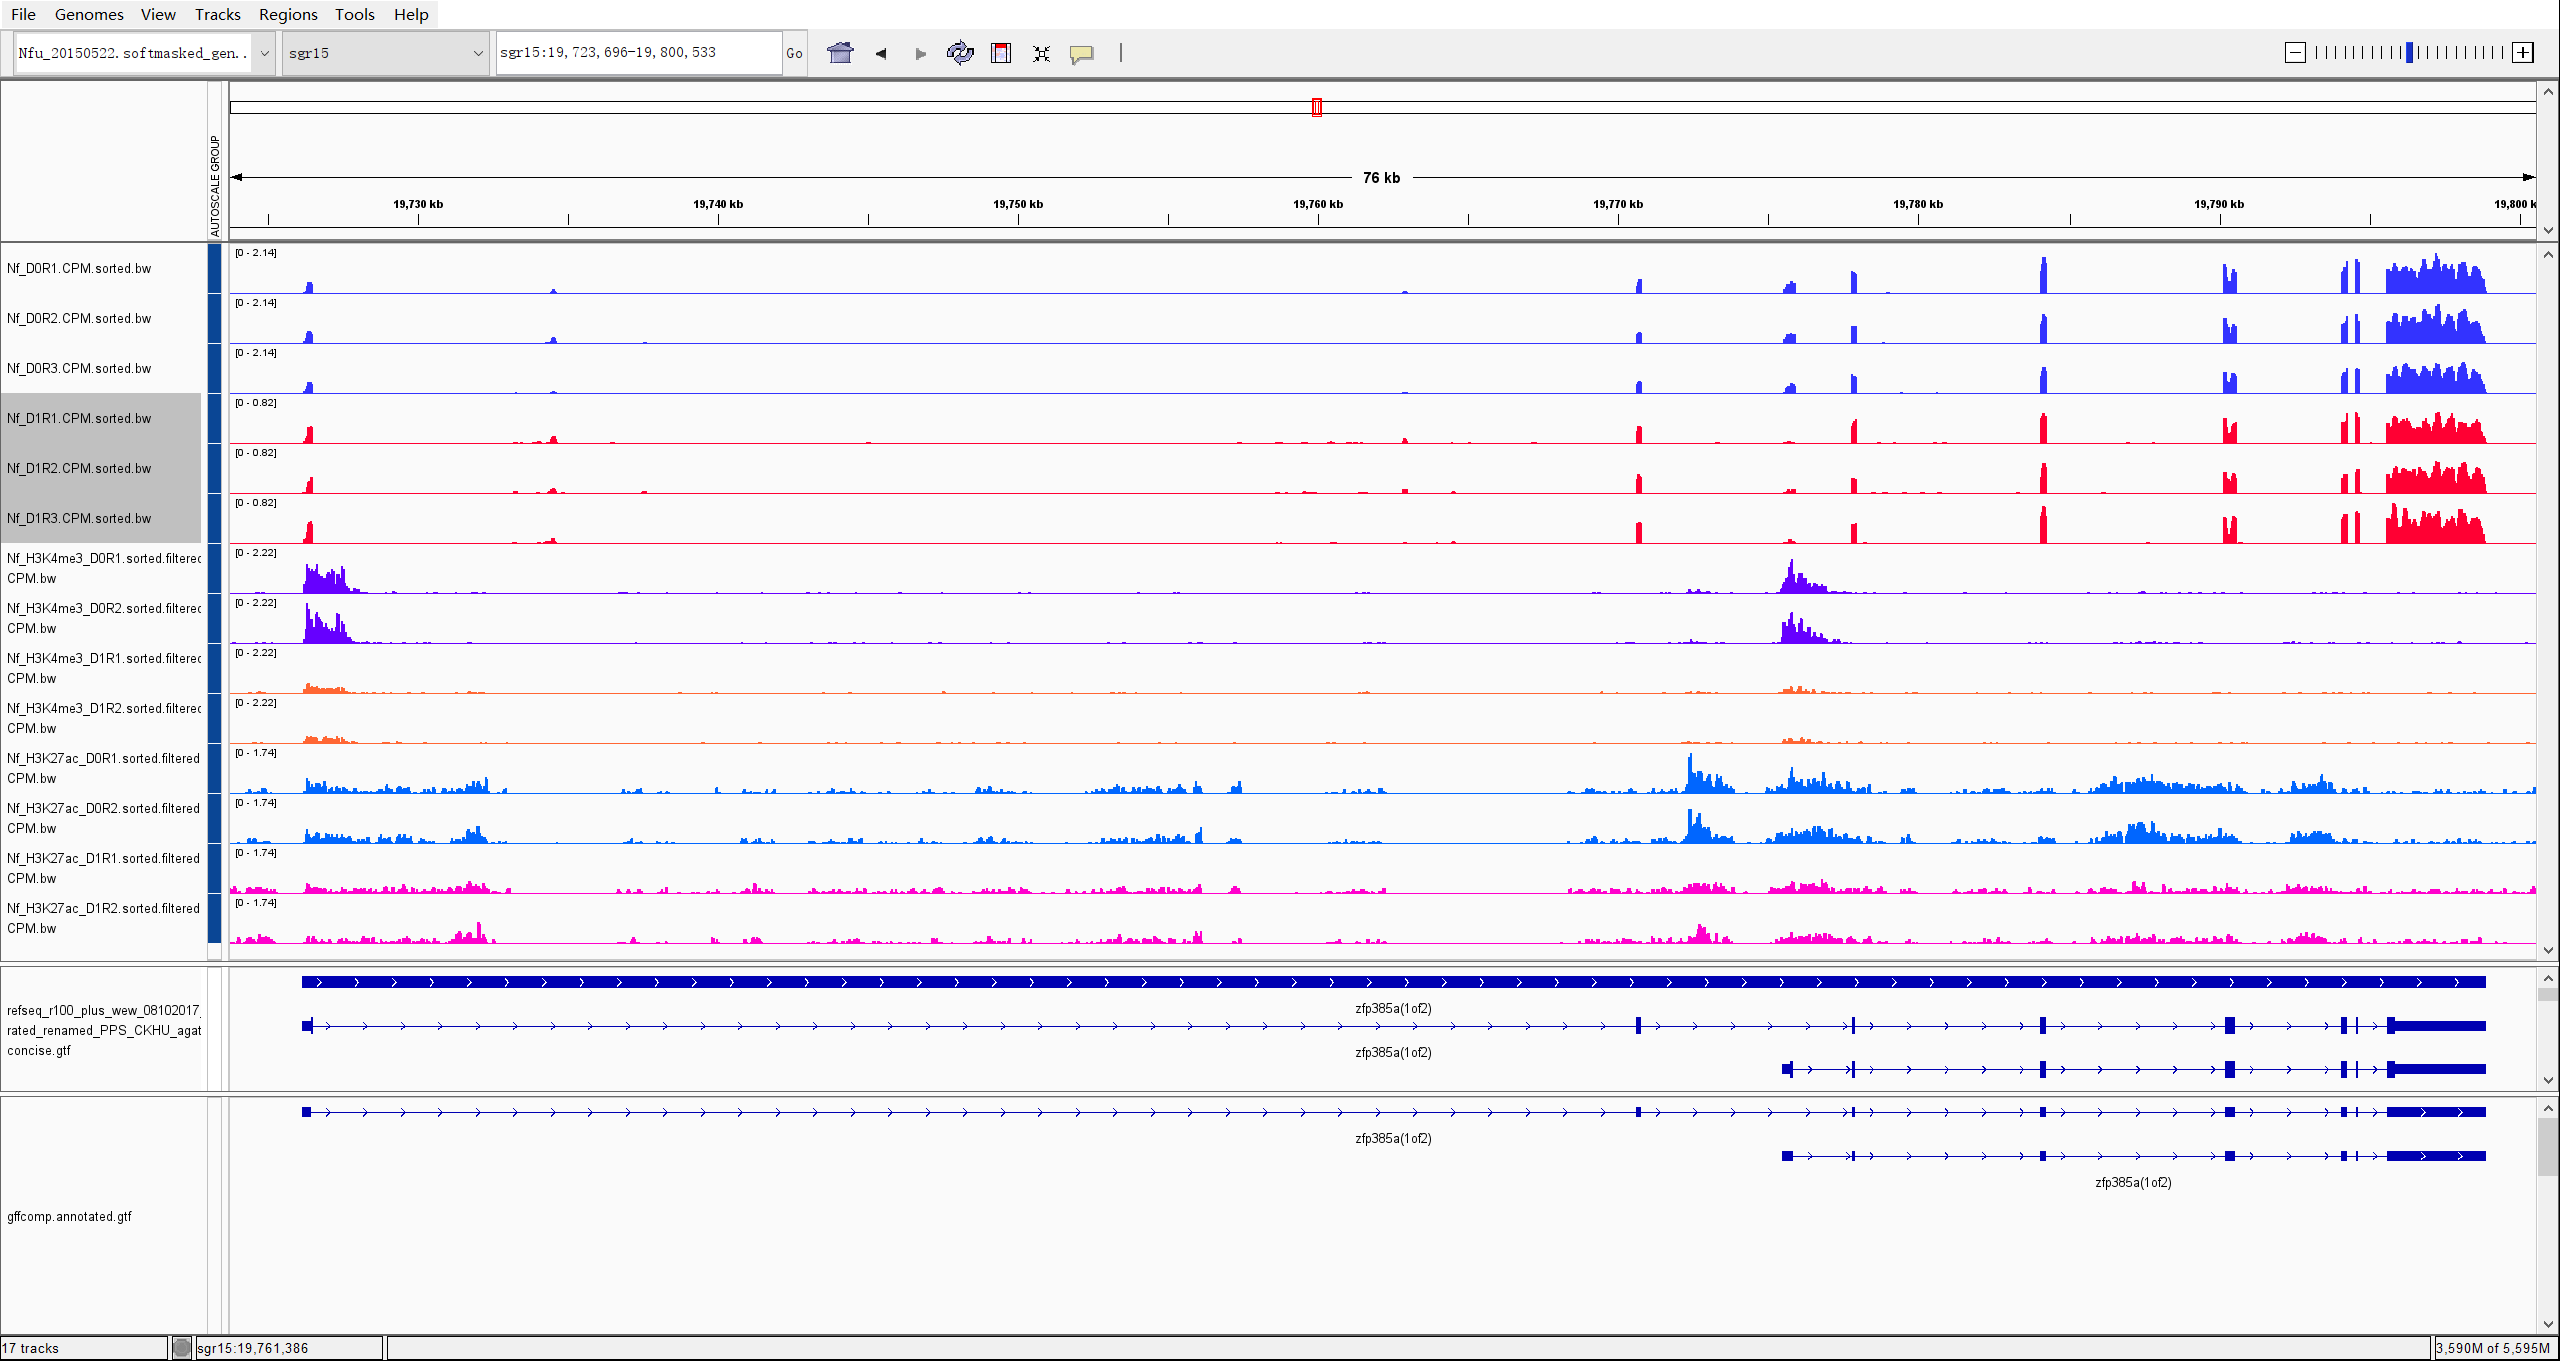 File Genomes View Tracks Regions Tools Help
Nfu_20150522.softmasked_gen.. sgr15 sgr15:19,723,696-19,800,533 Go
AUTOSCALE GROUP
76 kb
19,730 kb 19,740 kb 19,750 kb 19,760 kb 19,770 kb 19,780 kb 19,790 kb 19,800 k
Nf_D0R1.CPM.sorted.bw [0 - 2.14]
Nf_D0R2.CPM.sorted.bw [0 - 2.14]
Nf_D0R3.CPM.sorted.bw [0 - 2.14]
Nf_D1R1.CPM.sorted.bw [0 - 0.82]
Nf_D1R2.CPM.sorted.bw [0 - 0.82]
Nf_D1R3.CPM.sorted.bw [0 - 0.82]
Nf_H3K4me3_D0R1.sorted.filtered [0 - 2.22]
CPM.bw
Nf_H3K4me3_D0R2.sorted.filtered [0 - 2.22]
CPM.bw
Nf_H3K4me3_D1R1.sorted.filtered [0 - 2.22]
CPM.bw
Nf_H3K4me3_D1R2.sorted.filtered [0 - 2.22]
CPM.bw
Nf_H3K27ac_D0R1.sorted.filtered [0 - 1.74]
CPM.bw
Nf_H3K27ac_D0R2.sorted.filtered [0 - 1.74]
CPM.bw
Nf_H3K27ac_D1R1.sorted.filtered [0 - 1.74]
CPM.bw
Nf_H3K27ac_D1R2.sorted.filtered [0 - 1.74]
CPM.bw
refseq_r100_plus_wew_08102017_
rated_renamed_PPS_CKHU_agat
concise.gtf
zfp385a(1of2)
zfp385a(1of2)
gffcomp.annotated.gtf
zfp385a(1of2)
zfp385a(1of2)
17 tracks sgr15:19,761,386 3,590M of 5,595M